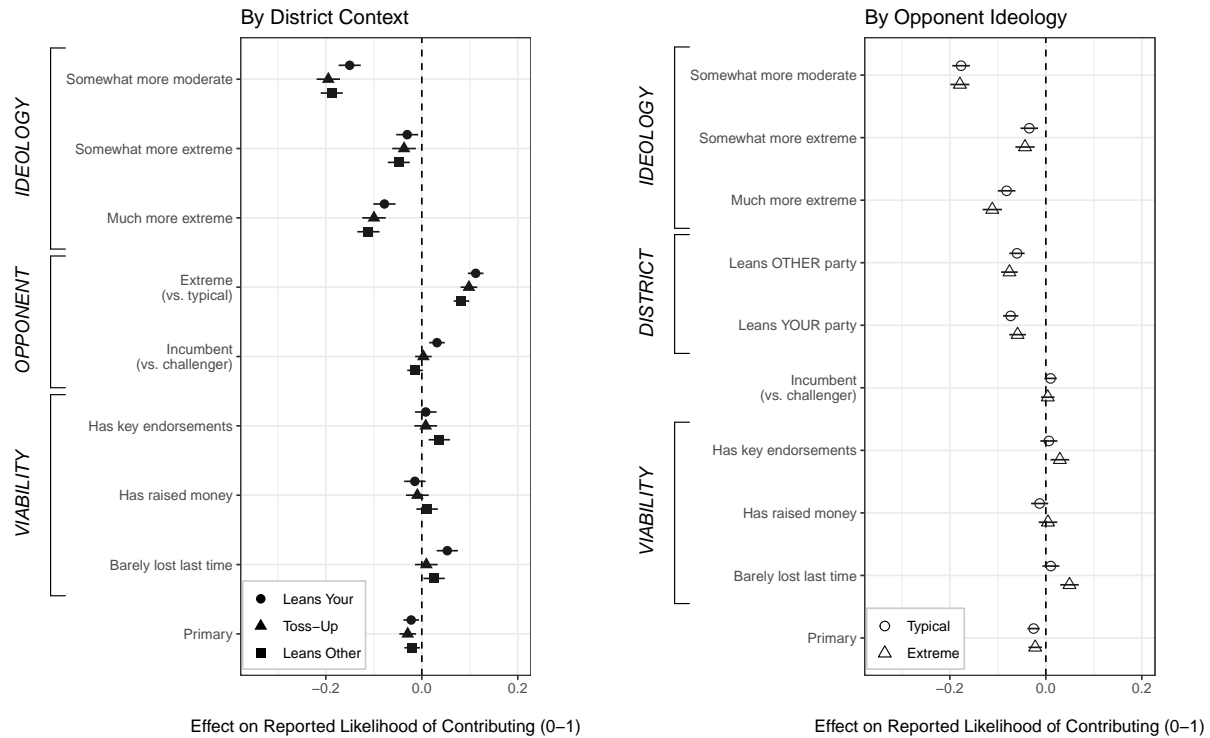 By District Context
IDEOLOGY
Somewhat more moderate
Somewhat more extreme
Much more extreme
OPPONENT
Extreme
(vs. typical)
Incumbent
(vs. challenger)
VIABILITY
Has key endorsements
Has raised money
Barely lost last time
Primary
Leans Your
Toss−Up
Leans Other
−0.2 0.0 0.2
Effect on Reported Likelihood of Contributing (0−1)
By Opponent Ideology
IDEOLOGY
Somewhat more moderate
Somewhat more extreme
Much more extreme
DISTRICT
Leans OTHER party
Leans YOUR party
Incumbent
(vs. challenger)
VIABILITY
Has key endorsements
Has raised money
Barely lost last time
Primary
Typical
Extreme
−0.2 0.0 0.2
Effect on Reported Likelihood of Contributing (0−1)